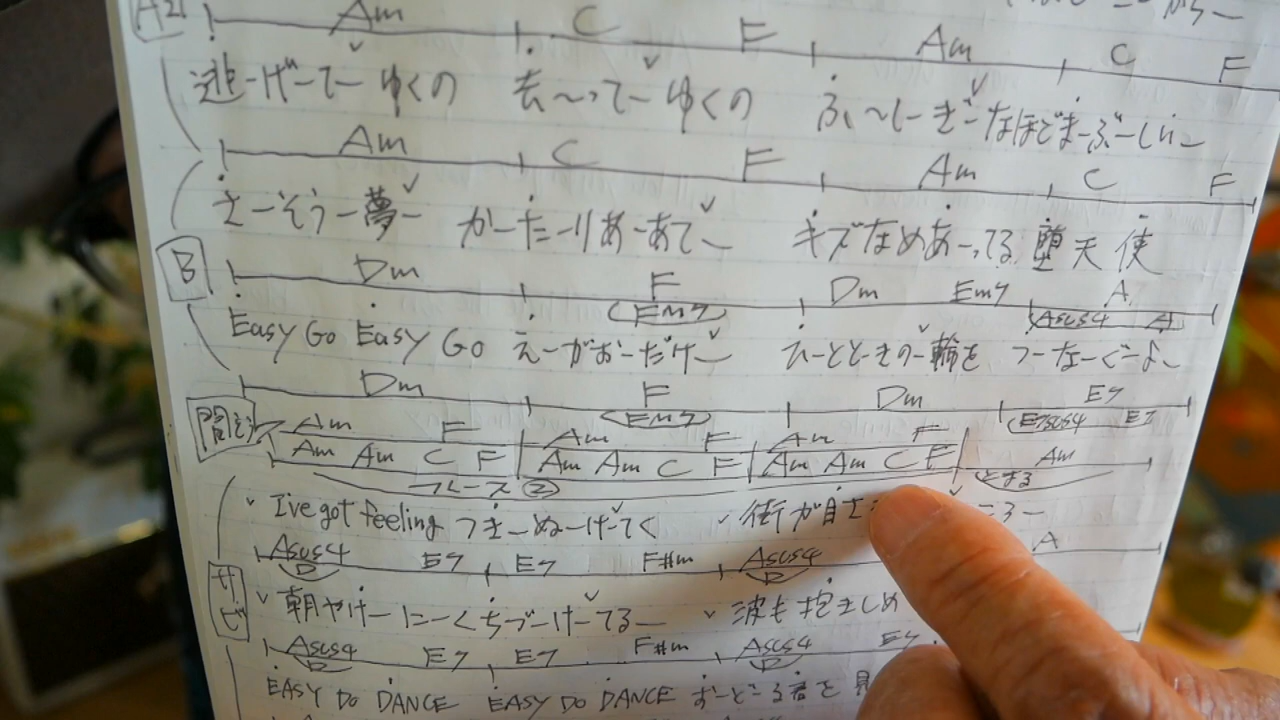 A2 Am C F Am C F
逃ーげーてーゆくの 去〜ってーゆくの ふ〜しーぎーなほどまーぶーしいー
Am C F Am C F
さーそうー夢ー かーたーりあーあてー キズなめあーってる 堕天使
B Dm F (Em7) Dm Em7 A (Asus4 A)
Easy Go Easy Go えーがおーだけー ひーとときのー輪を つーなーぐーよー
Dm F (Em7) Dm E7 (E7sus4 E7)
間そう Am F Am F Am F
Am Am C F Am Am C F Am Am C F Am
フレーズ②
I've got feeling つきーぬーけてく 街が自
Asus4 D E7 E7 F#m Asus4 D A
サビ 朝やけーにーくちづーけーてるー 波も抱きしめ
Asus4 D E7 E7 F#m Asus4 D E7
EASY DO DANCE EASY DO DANCE おーどーる君を